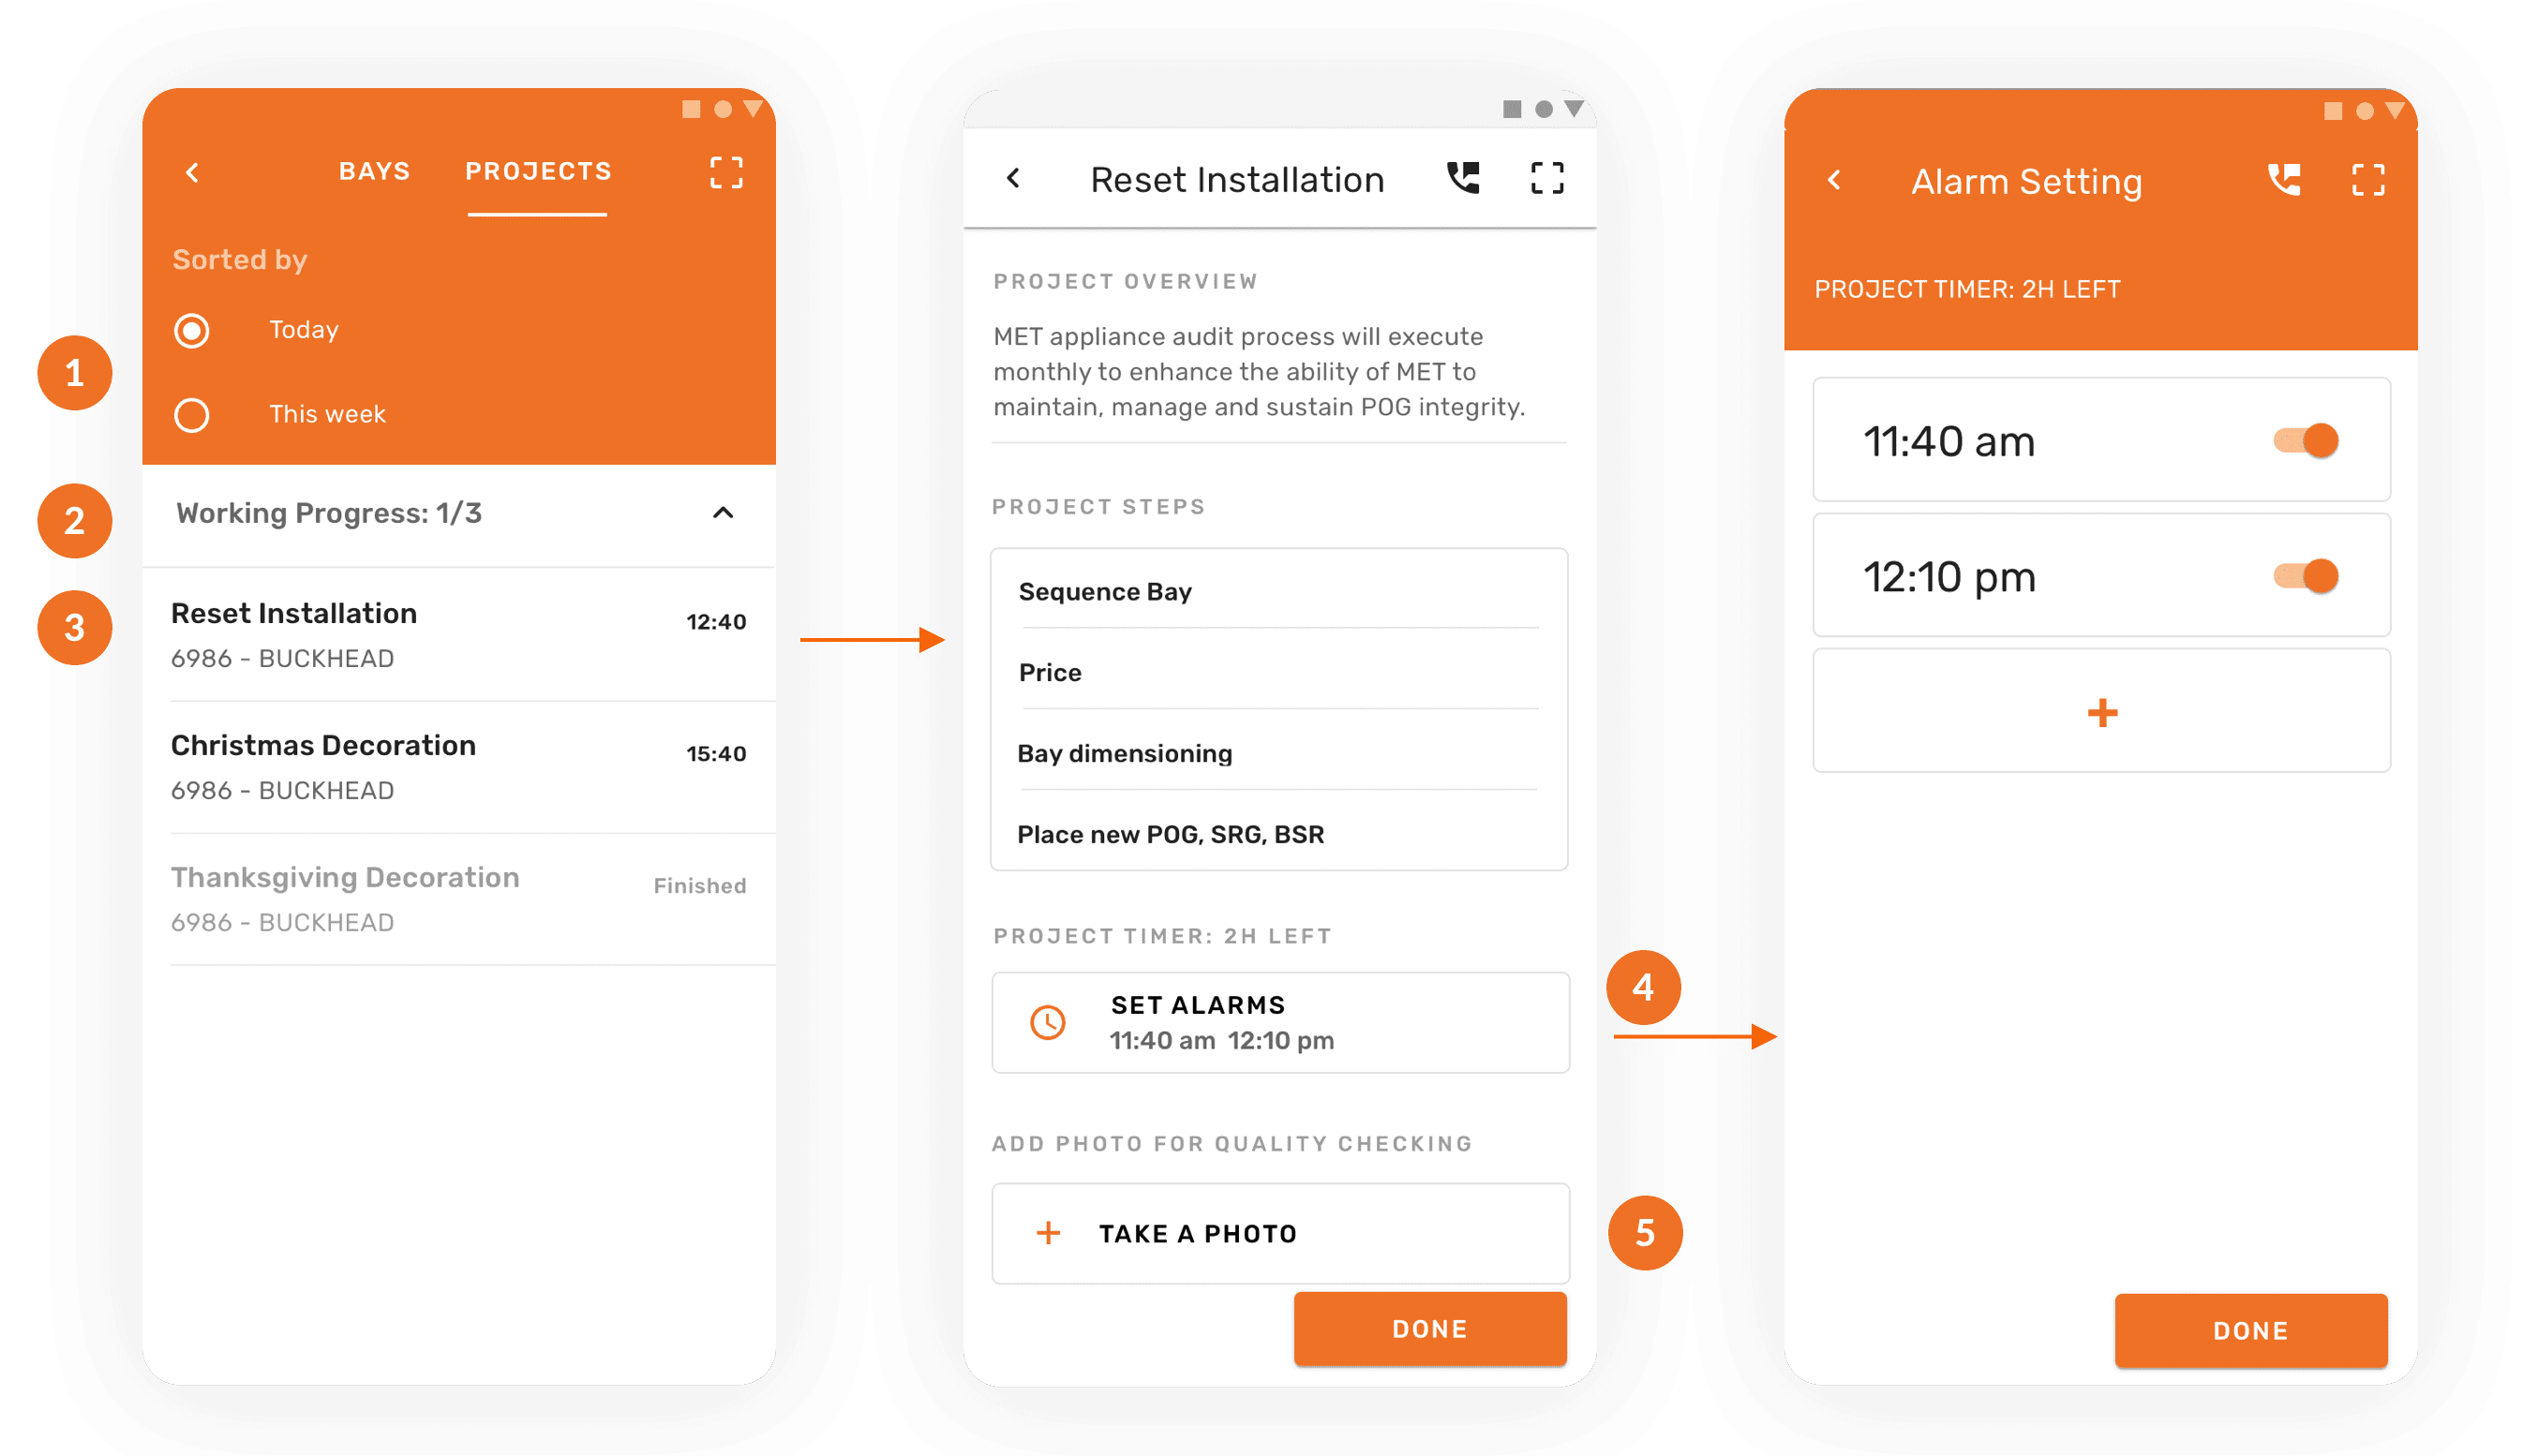 BAYS PROJECTS
Sorted by
Today
1
This week
2
Working Progress: 1/3
3
Reset Installation
12:40
6986 - BUCKHEAD
Christmas Decoration
15:40
6986 - BUCKHEAD
Thanksgiving Decoration
Finished
6986 - BUCKHEAD
Reset Installation
PROJECT OVERVIEW
MET appliance audit process will execute
monthly to enhance the ability of MET to
maintain, manage and sustain POG integrity.
PROJECT STEPS
Sequence Bay
Price
Bay dimensioning
Place new POG, SRG, BSR
PROJECT TIMER: 2H LEFT
4
SET ALARMS
11:40 am 12:10 pm
ADD PHOTO FOR QUALITY CHECKING
+ TAKE A PHOTO
5
DONE
Alarm Setting
PROJECT TIMER: 2H LEFT
11:40 am
12:10 pm
+
DONE